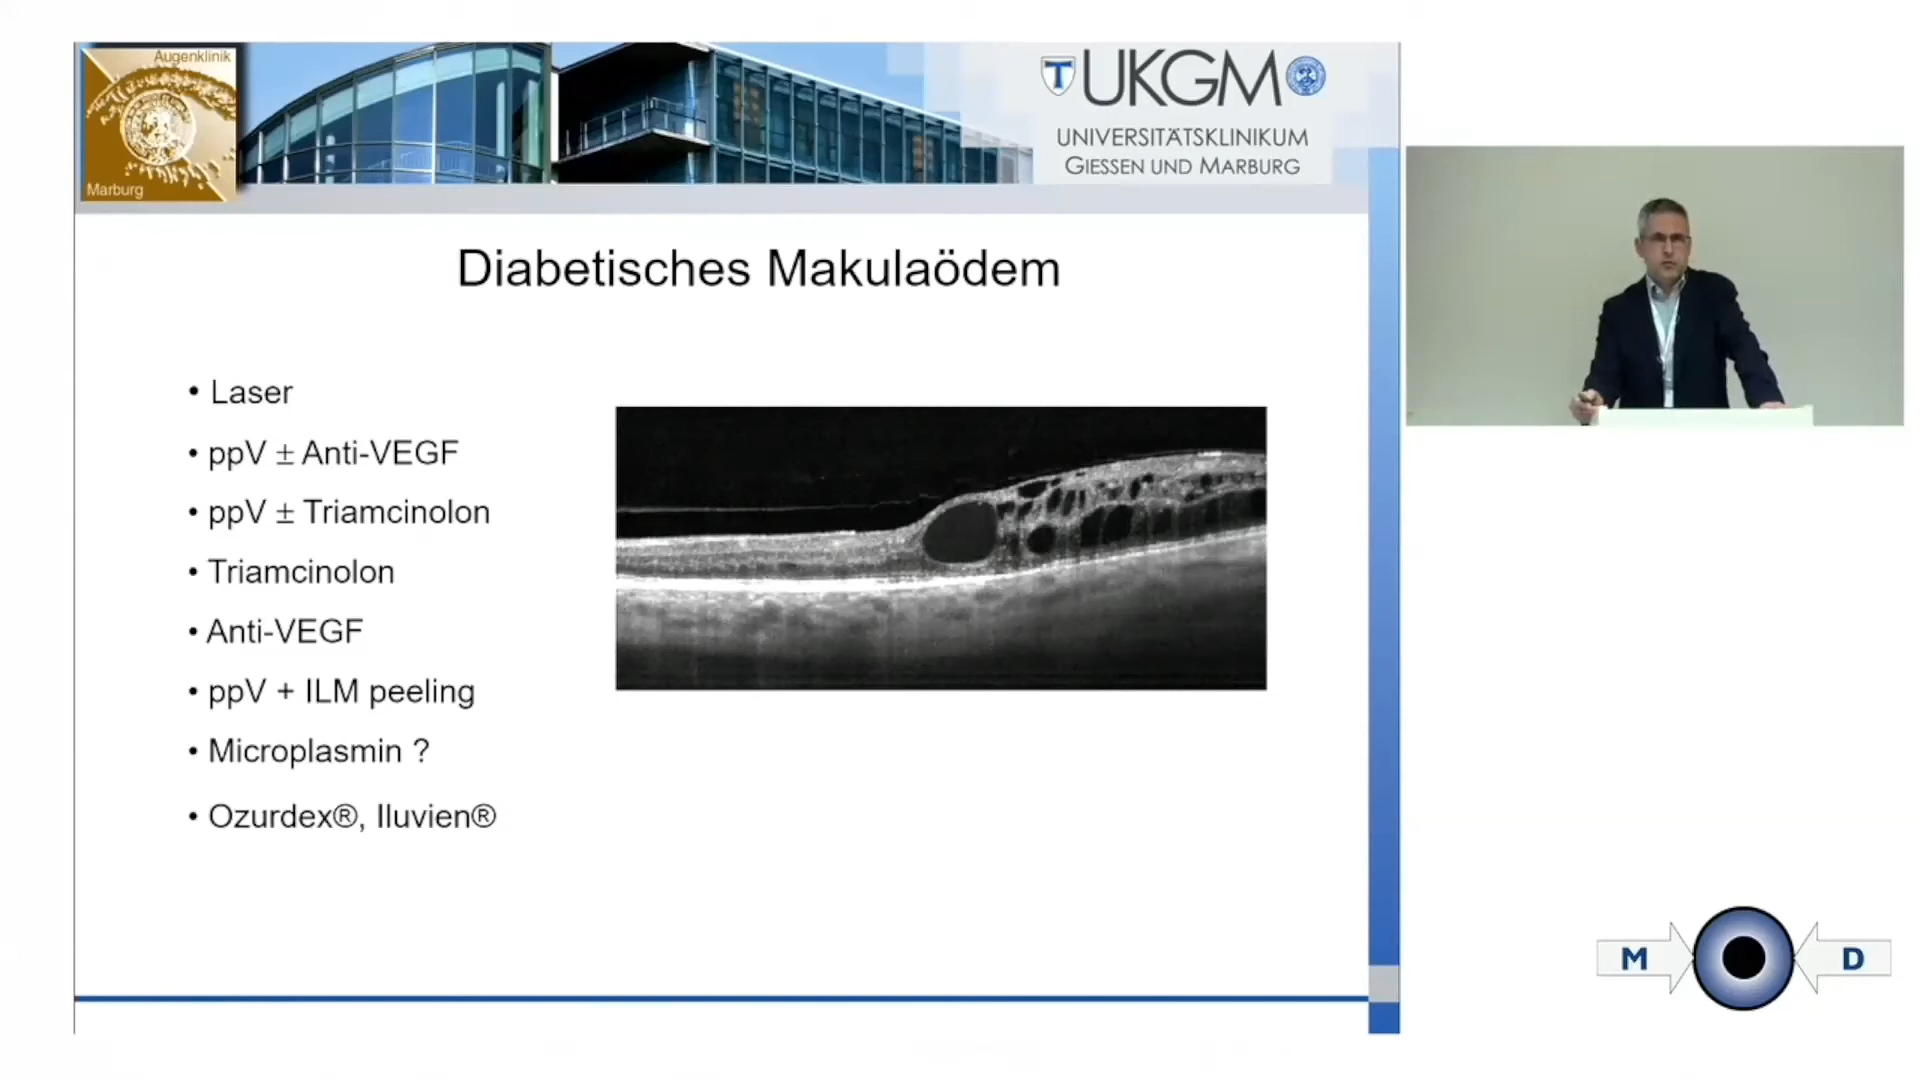 Augenklinik
Marburg
T UKGM
UNIVERSITÄTSKLINIKUM
GIESSEN UND MARBURG
Diabetisches Makulaödem
• Laser
• ppV ± Anti-VEGF
• ppV ± Triamcinolon
• Triamcinolon
• Anti-VEGF
• ppV + ILM peeling
• Microplasmin ?
• Ozurdex®, Iluvien®
M D